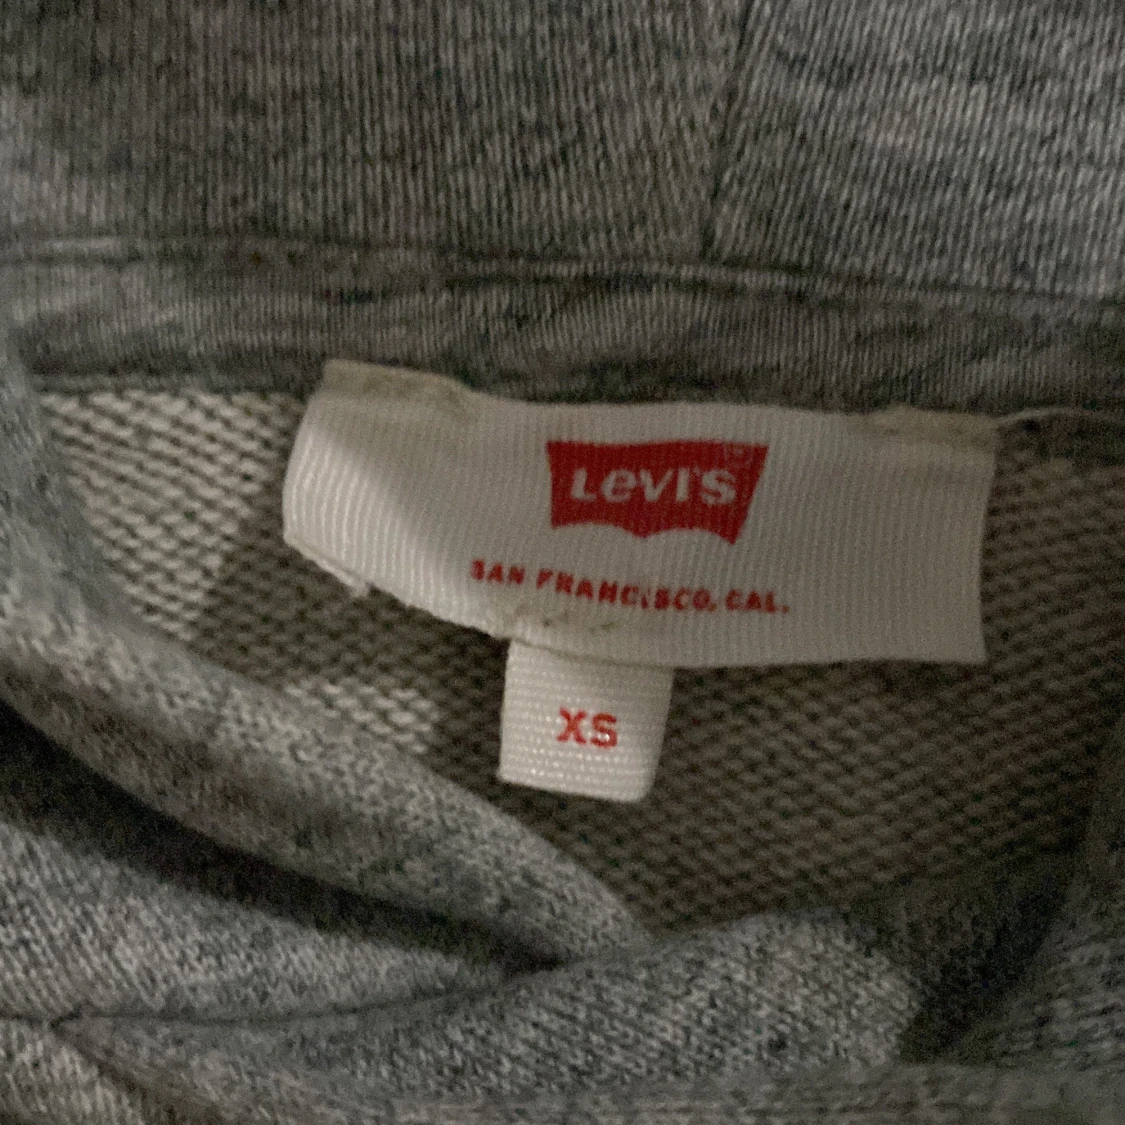 Levi's
SAN FRANCISCO, CAL.
XS